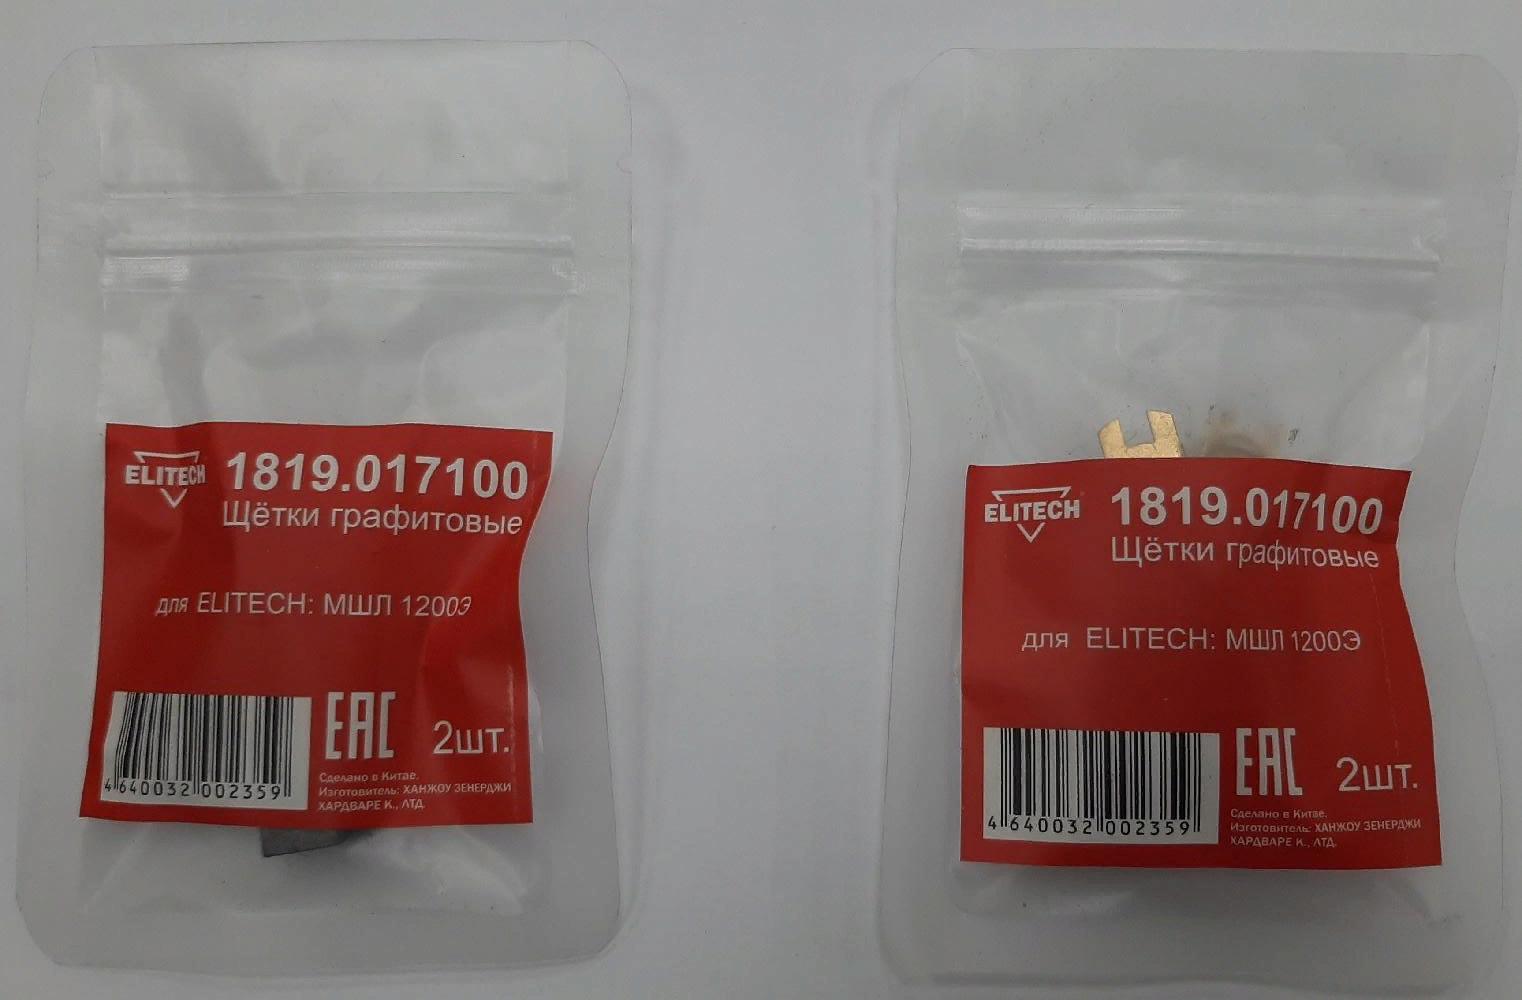 ELITECH
1819.017100
Щётки графитовые
для ELITECH: МШЛ 1200Э
4 640032 002359
EAC
2шт.
Сделано в Китае.
Изготовитель: ХАНЖОУ ЗЕНЕРДЖИ
ХАРДВАРЕ К., ЛТД.
ELITECH
1819.017100
Щётки графитовые
для ELITECH: МШЛ 1200Э
4 640032 002359
EAC
2шт.
Сделано в Китае.
Изготовитель: ХАНЖОУ ЗЕНЕРДЖИ
ХАРДВАРЕ К., ЛТД.